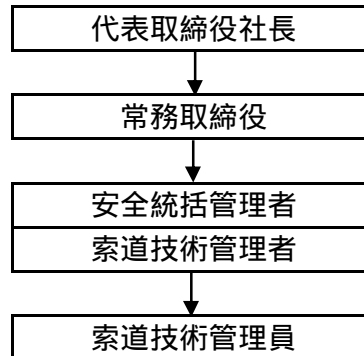 代表取締役社長
常務取締役
安全統括管理者
索道技術管理者
索道技術管理員